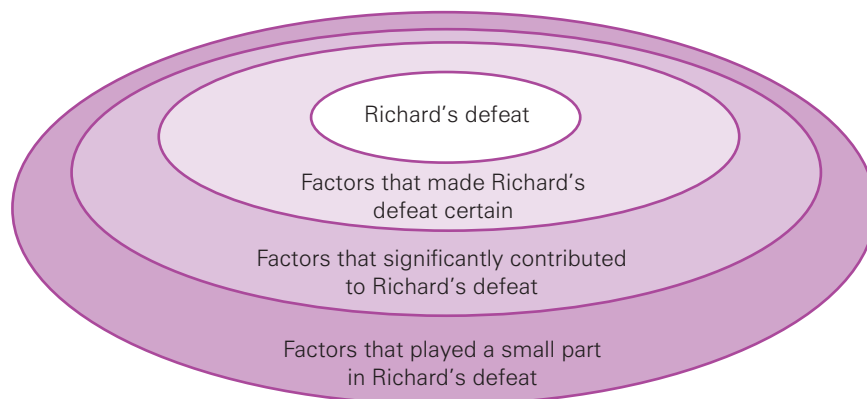 Richard's defeat
Factors that made Richard's
defeat certain
Factors that significantly contributed
to Richard's defeat
Factors that played a small part
in Richard's defeat